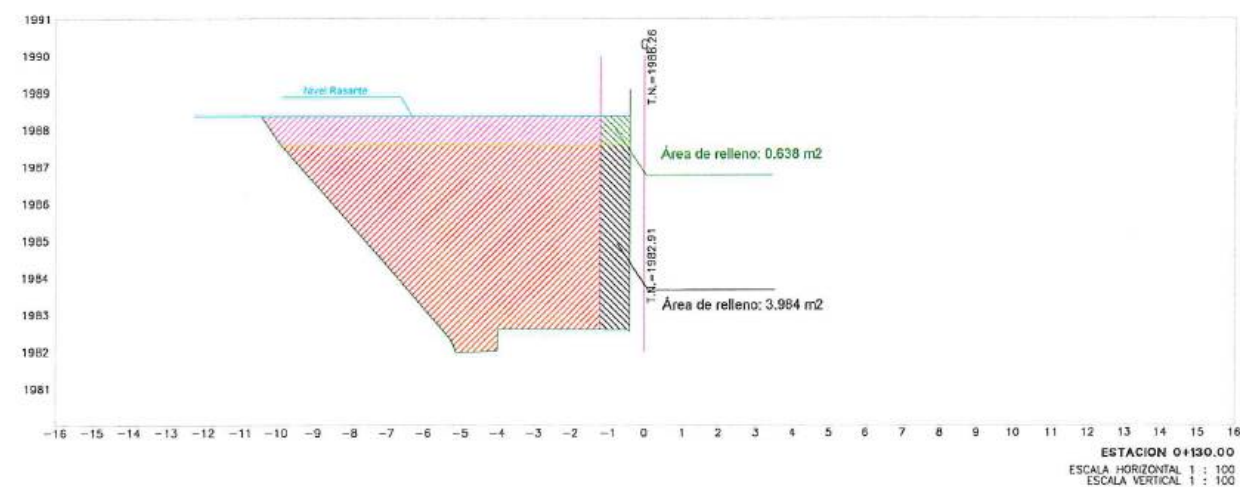 1991
1990
1989
1988
1987
1986
1985
1984
1983
1982
1981
Nivel Rasante
T.N.=1988.26
Área de relleno: 0.638 m2
T.N.=1982.91
Área de relleno: 3.984 m2
-16 -15 -14 -13 -12 -11 -10 -9 -8 -7 -6 -5 -4 -3 -2 -1 0 1 2 3 4 5 6 7 8 9 10 11 12 13 14 15 16
ESTACION 0+130.00
ESCALA HORIZONTAL 1 : 100
ESCALA VERTICAL 1 : 100